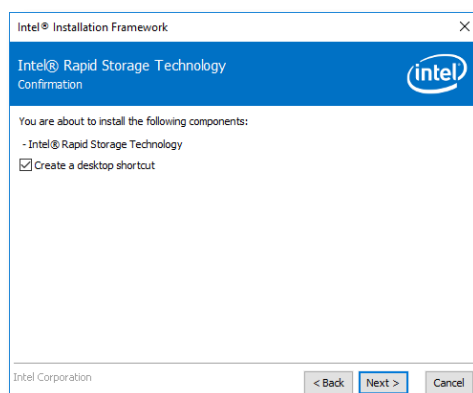 Intel® Installation Framework
Intel® Rapid Storage Technology
Confirmation
intel
You are about to install the following components:
- Intel® Rapid Storage Technology
Create a desktop shortcut
Intel Corporation
< Back Next > Cancel